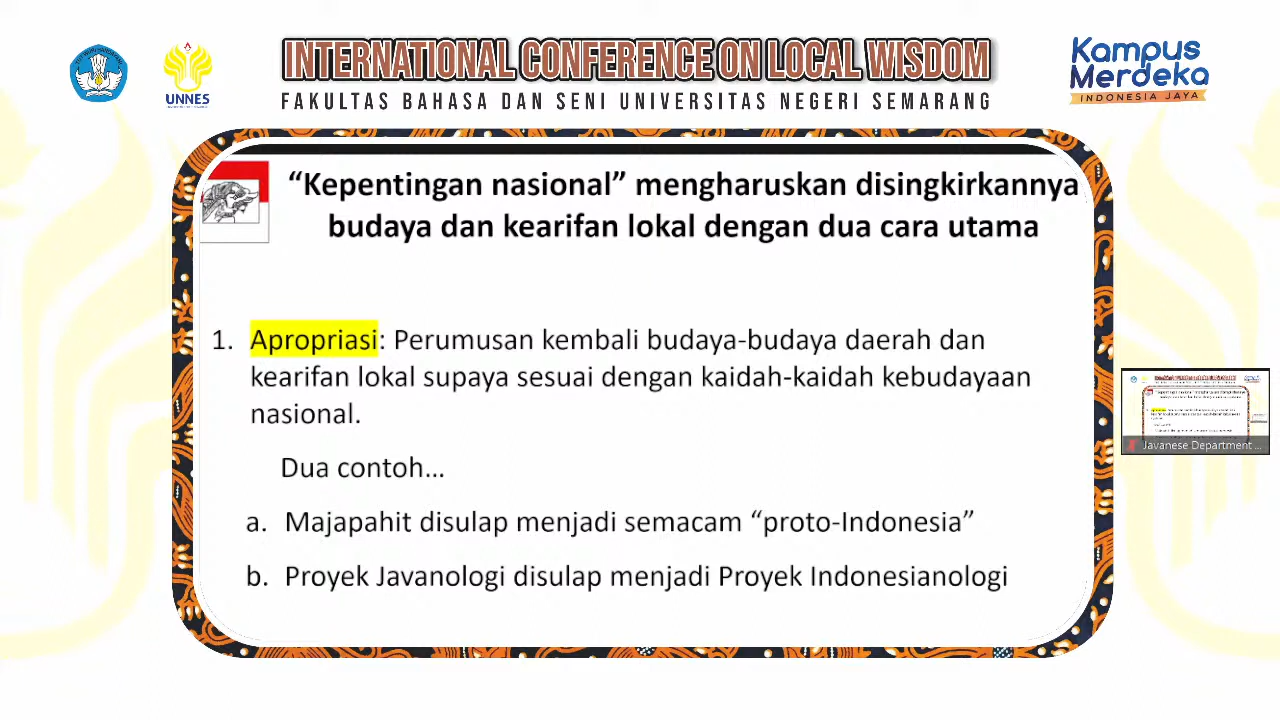 INTERNATIONAL CONFERENCE ON LOCAL WISDOM
FAKULTAS BAHASA DAN SENI UNIVERSITAS NEGERI SEMARANG
UNNES
Kampus
Merdeka
INDONESIA JAYA
“Kepentingan nasional” mengharuskan disingkirkannya
budaya dan kearifan lokal dengan dua cara utama
1. Apropriasi: Perumusan kembali budaya-budaya daerah dan
kearifan lokal supaya sesuai dengan kaidah-kaidah kebudayaan
nasional.
Dua contoh...
a. Majapahit disulap menjadi semacam “proto-Indonesia”
b. Proyek Javanologi disulap menjadi Proyek Indonesianologi
Javanese Department ...